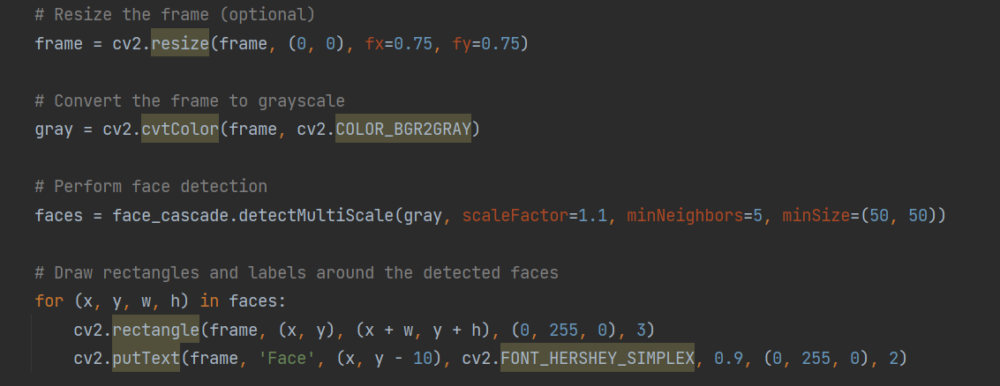 # Resize the frame (optional)
frame = cv2.resize(frame, (0, 0), fx=0.75, fy=0.75)
# Convert the frame to grayscale
gray = cv2.cvtColor(frame, cv2.COLOR_BGR2GRAY)
# Perform face detection
faces = face_cascade.detectMultiScale(gray, scaleFactor=1.1, minNeighbors=5, minSize=(50, 50))
# Draw rectangles and labels around the detected faces
for (x, y, w, h) in faces:
    cv2.rectangle(frame, (x, y), (x + w, y + h), (0, 255, 0), 3)
    cv2.putText(frame, 'Face', (x, y - 10), cv2.FONT_HERSHEY_SIMPLEX, 0.9, (0, 255, 0), 2)